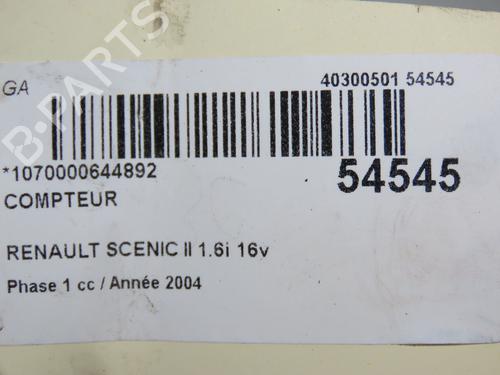 GA
40300501 54545
*1070000644892
54545
COMPTEUR
RENAULT SCENIC II 1.6i 16v
Phase 1 cc / Année 2004
B-PARTS